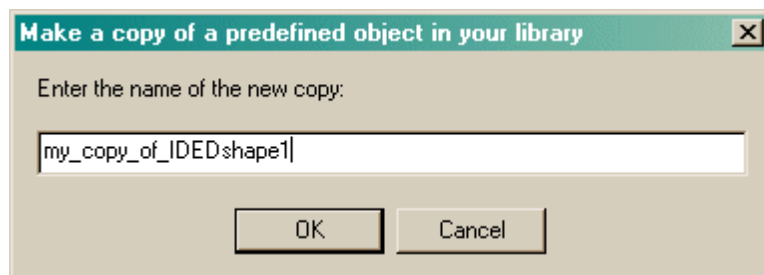 Make a copy of a predefined object in your library
Enter the name of the new copy:
my_copy_of_IDEDshape1
OK Cancel